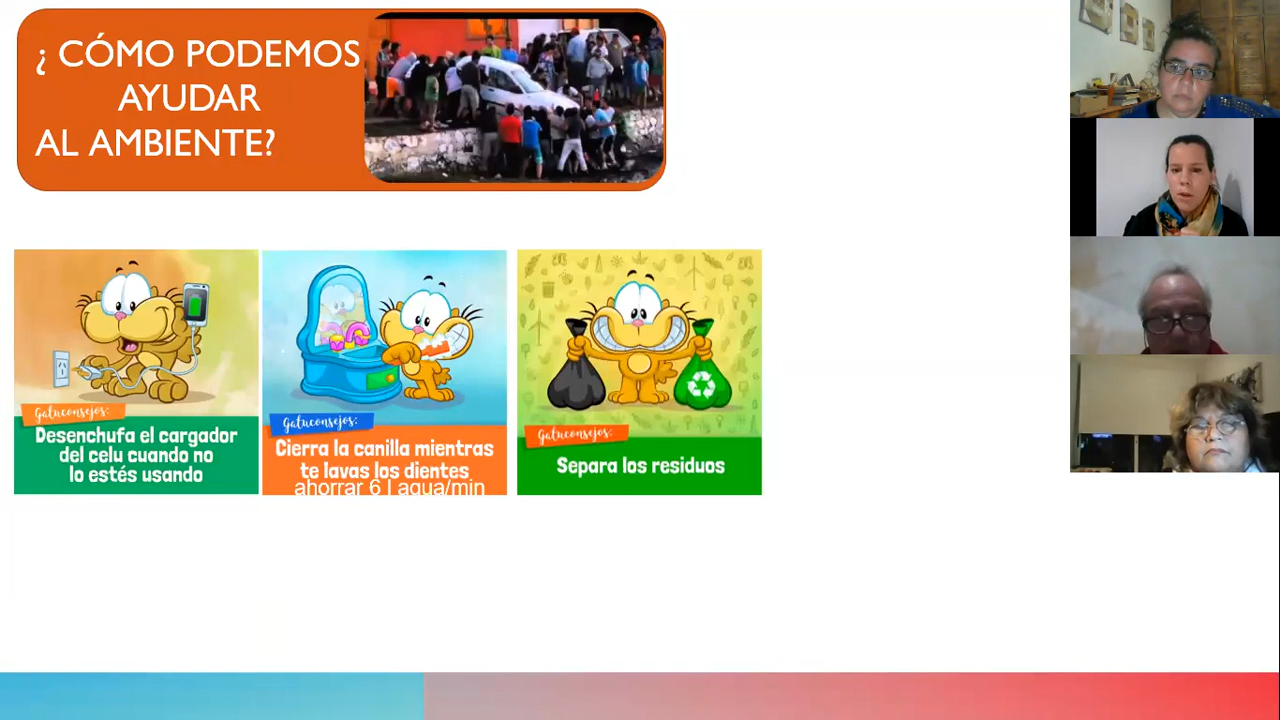 ¿ CÓMO PODEMOS
AYUDAR
AL AMBIENTE?
Gatuconsejos:
Desenchufa el cargador
del celu cuando no
lo estés usando
Gatuconsejos:
Cierra la canilla mientras
te lavas los dientes
ahorrar 6 l agua/min
Gatuconsejos:
Separa los residuos